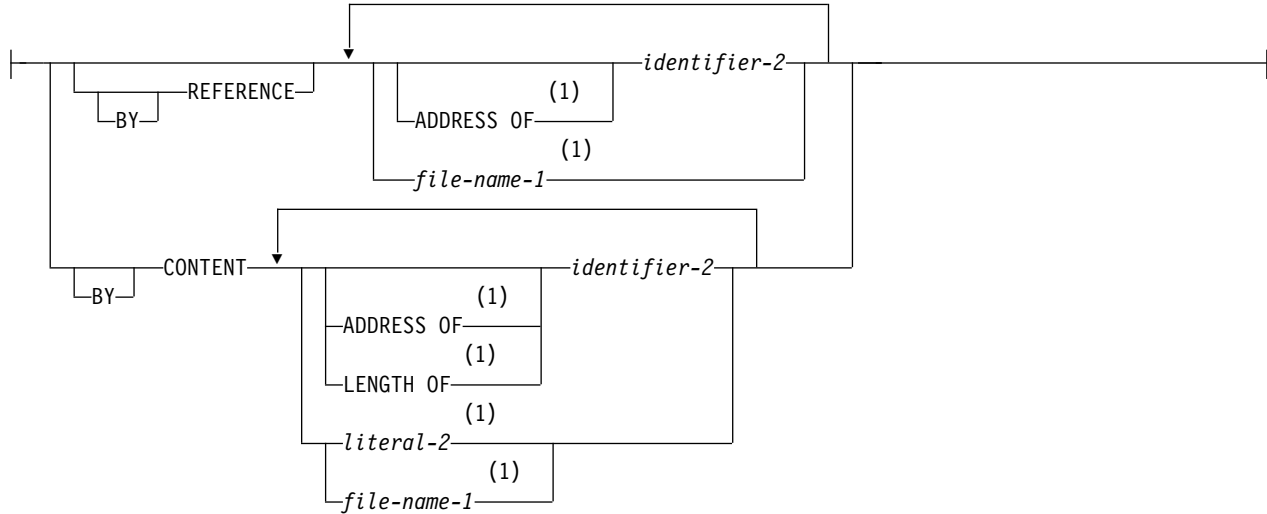 identifier-2
REFERENCE (1)
BY ADDRESS OF
(1)
file-name-1
CONTENT identifier-2
BY (1)
ADDRESS OF
(1)
LENGTH OF
(1)
literal-2
(1)
file-name-1